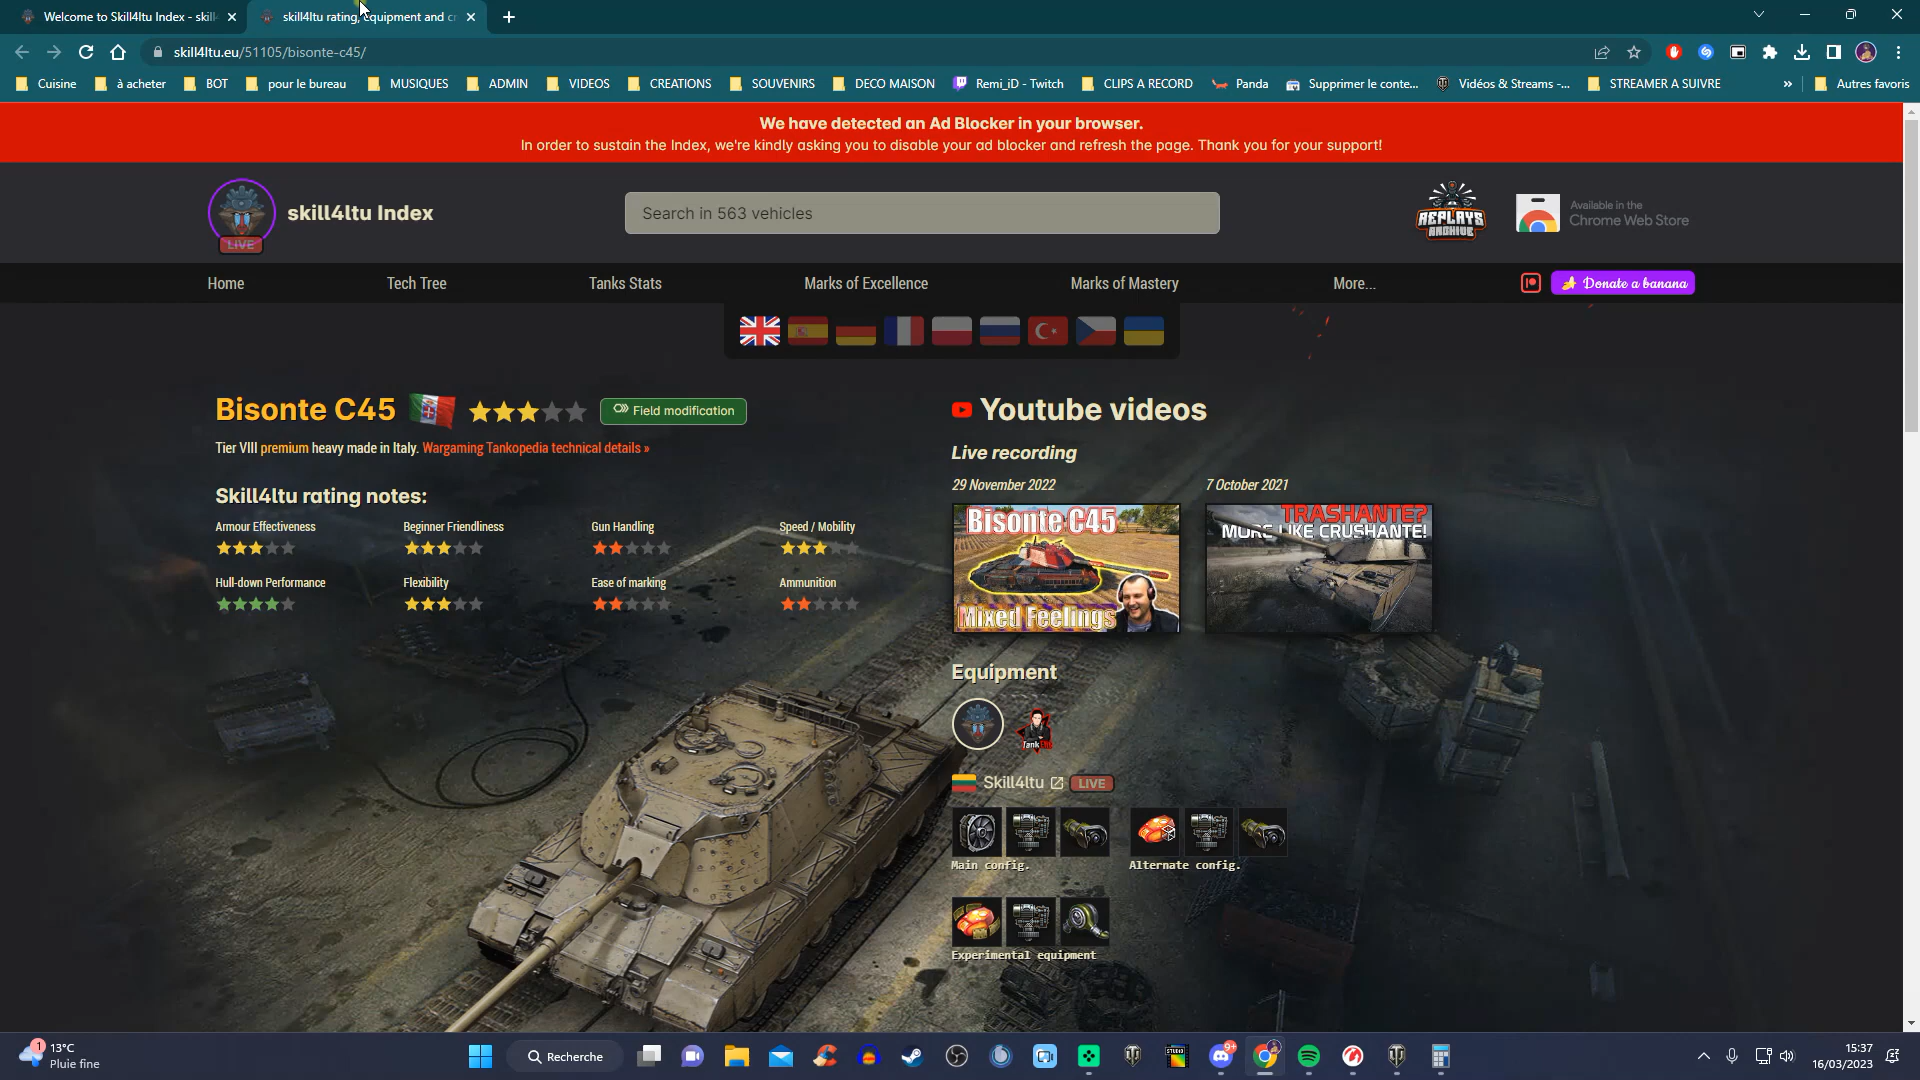 Welcome to Skill4ltu Index - skill
skill4ltu rating, equipment and cr
skill4ltu.eu/51105/bisonte-c45/
Cuisine
à acheter
BOT
pour le bureau
MUSIQUES
ADMIN
VIDEOS
CREATIONS
SOUVENIRS
DECO MAISON
Remi_iD - Twitch
CLIPS A RECORD
Panda
Supprimer le conte...
Vidéos & Streams -...
STREAMER A SUIVRE
»
Autres favoris
We have detected an Ad Blocker in your browser.
In order to sustain the Index, we're kindly asking you to disable your ad blocker and refresh the page. Thank you for your support!
LIVE
skill4ltu Index
Search in 563 vehicles
REPLAYS
ARCHIVE
Available in the
Chrome Web Store
Home
Tech Tree
Tanks Stats
Marks of Excellence
Marks of Mastery
More...
Donate a banana
Bisonte C45
Field modification
Tier VIII premium heavy made in Italy. Wargaming Tankopedia technical details »
Skill4ltu rating notes:
Armour Effectiveness
Beginner Friendliness
Gun Handling
Speed / Mobility
Hull-down Performance
Flexibility
Ease of marking
Ammunition
Youtube videos
Live recording
29 November 2022
7 October 2021
Bisonte C45
Mixed Feelings
TRASHANTE?
MORE LIKE CRUSHANTE!
Equipment
Skill4ltu
LIVE
Main config.
Alternate config.
Experimental equipment
1
13°C
Pluie fine
Recherche
STUDIO
9+
15:37
16/03/2023